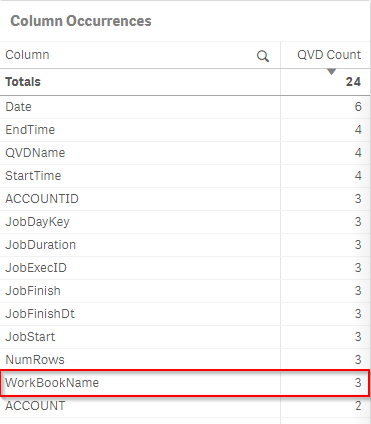 Column Occurrences
Column QVD Count
Totals 24
Date 6
EndTime 4
QVDName 4
StartTime 4
ACCOUNTID 3
JobDayKey 3
JobDuration 3
JobExecID 3
JobFinish 3
JobFinishDt 3
JobStart 3
NumRows 3
WorkBookName 3
ACCOUNT 2